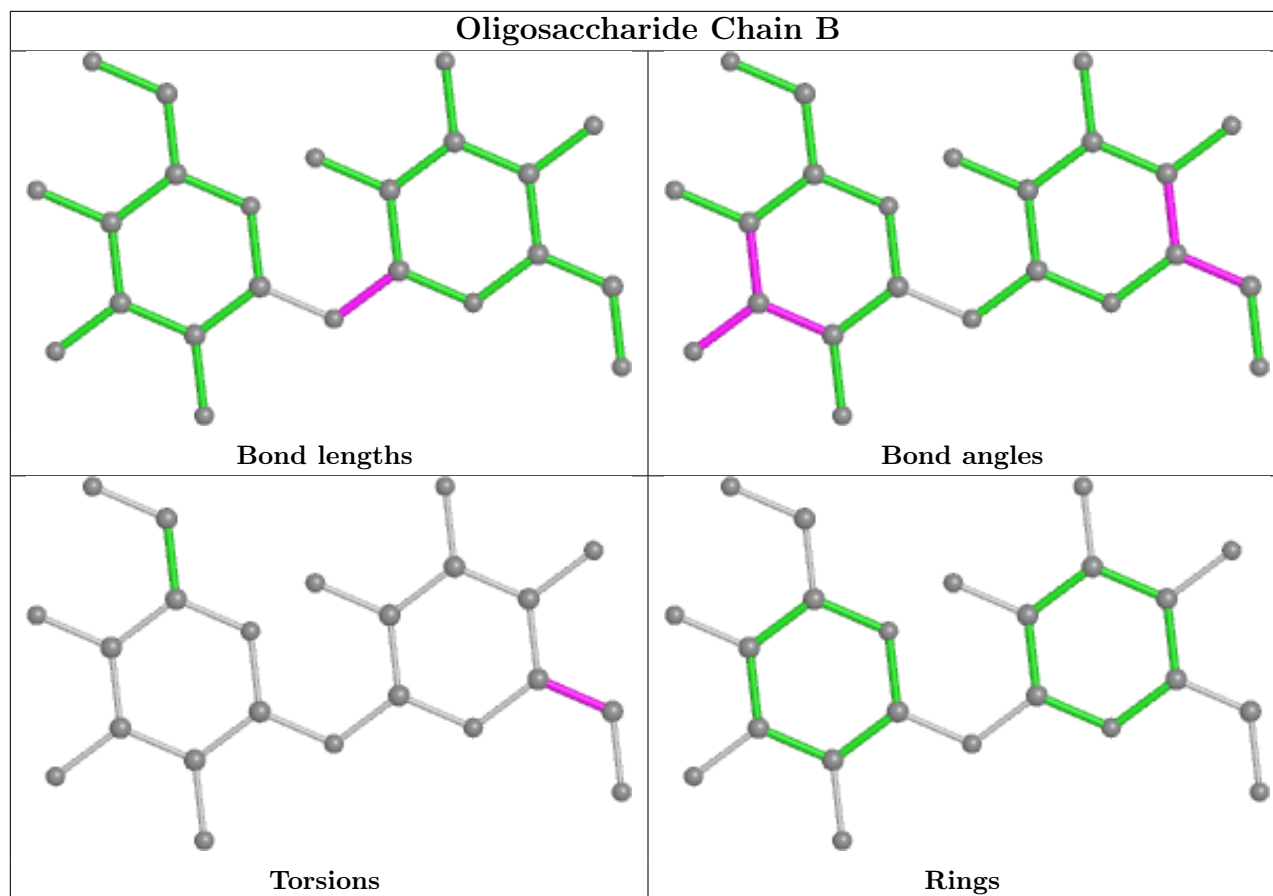 Oligosaccharide Chain B
Bond lengths
Bond angles
Torsions
Rings